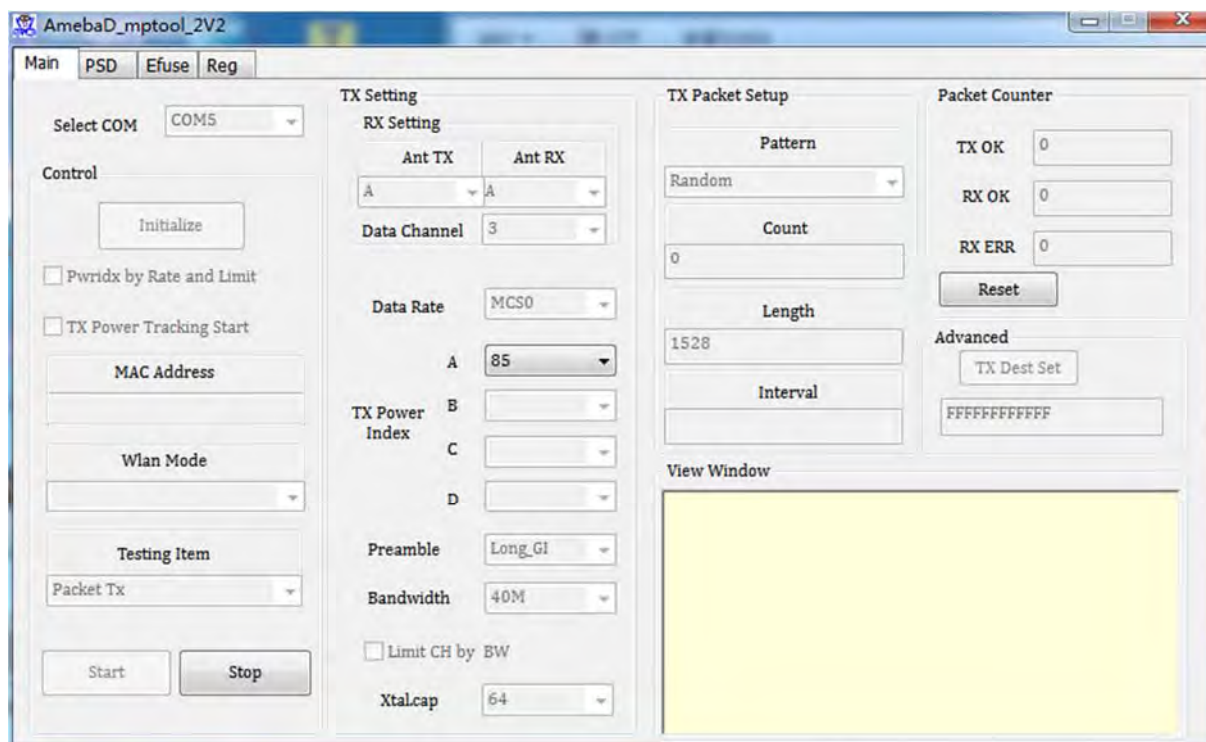 AmebaD_mptool_2V2
Main PSD Efuse Reg
Select COM COM5
Control
Initialize
Pwridx by Rate and Limit
TX Power Tracking Start
MAC Address
Wlan Mode
Testing Item
Packet Tx
Start Stop
TX Setting
RX Setting
Ant TX Ant RX
A A
Data Channel 3
Data Rate MCS0
TX Power Index
A 85
B
C
D
Preamble Long_GI
Bandwidth 40M
Limit CH by BW
Xtal.cap 64
TX Packet Setup
Pattern
Random
Count
0
Length
1528
Interval
Packet Counter
TX OK 0
RX OK 0
RX ERR 0
Reset
Advanced
TX Dest Set
FFFFFFFFFFFF
View Window